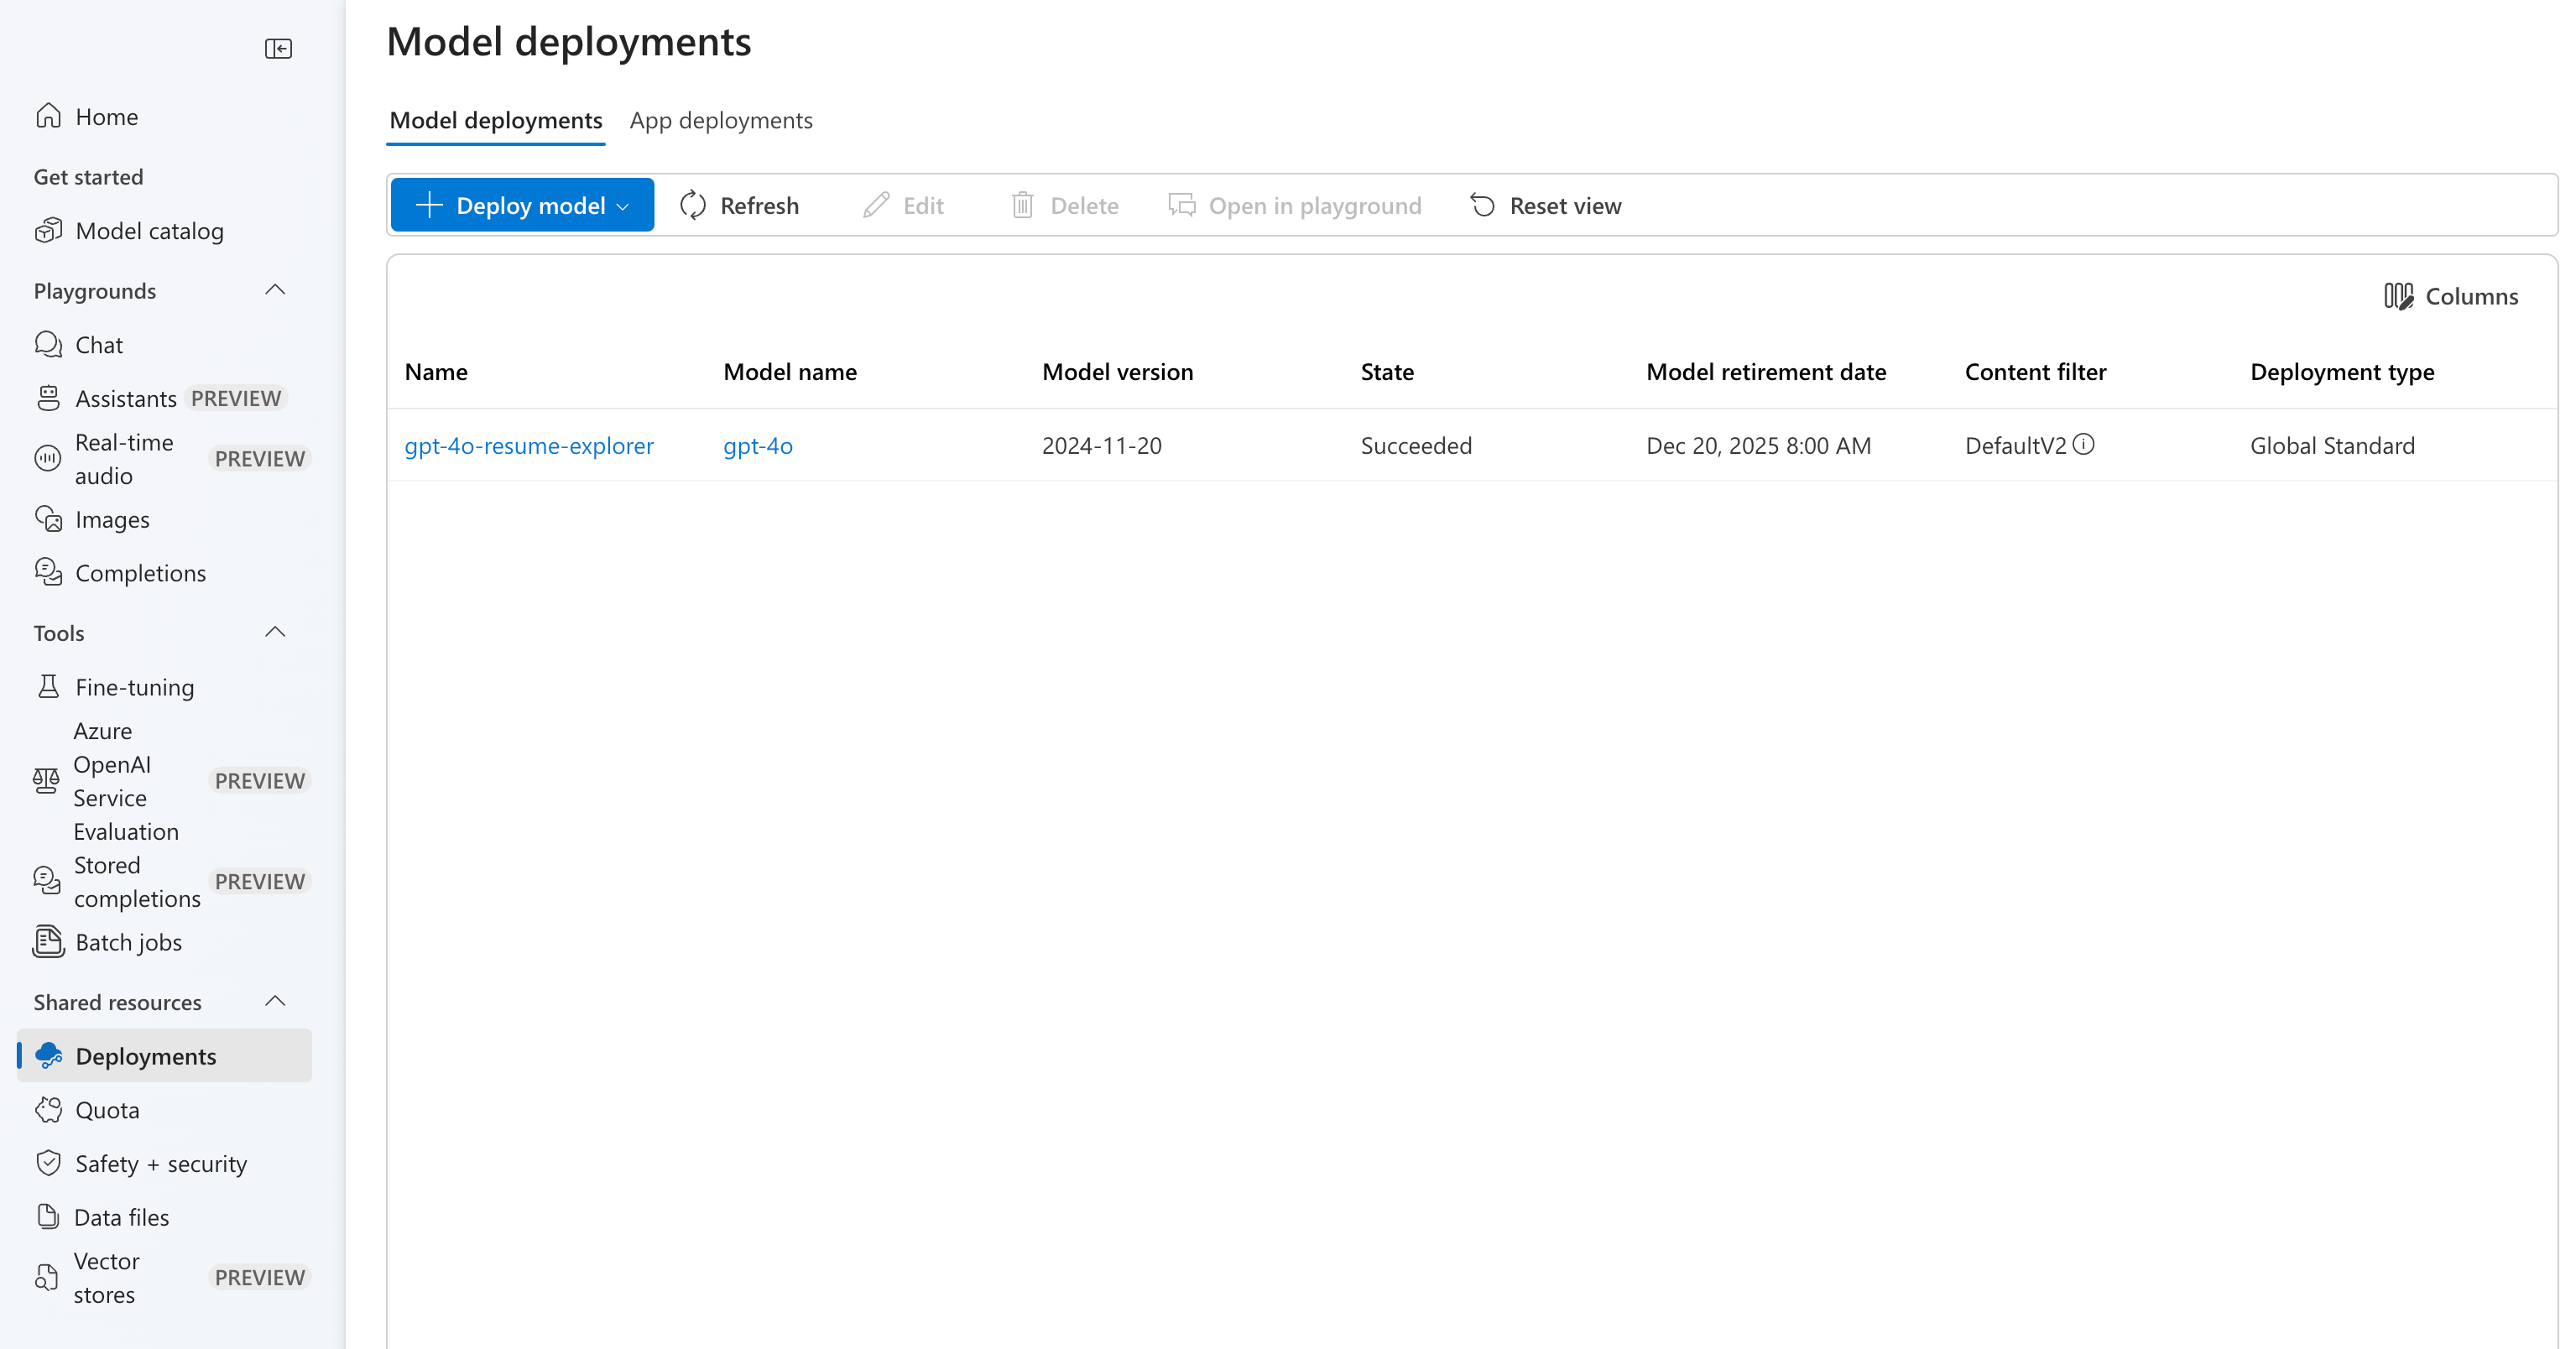 Home
Get started
Model catalog
Playgrounds
Chat
Assistants PREVIEW
Real-time
audio
PREVIEW
Images
Completions
Tools
Fine-tuning
Azure
OpenAI
Service
Evaluation
PREVIEW
Stored
completions
PREVIEW
Batch jobs
Shared resources
Deployments
Quota
Safety + security
Data files
Vector
stores
PREVIEW
Model deployments
Model deployments App deployments
Deploy model Refresh Edit Delete Open in playground Reset view
Columns
Name Model name Model version State Model retirement date Content filter Deployment type
gpt-4o-resume-explorer gpt-4o 2024-11-20 Succeeded Dec 20, 2025 8:00 AM DefaultV2 Global Standard